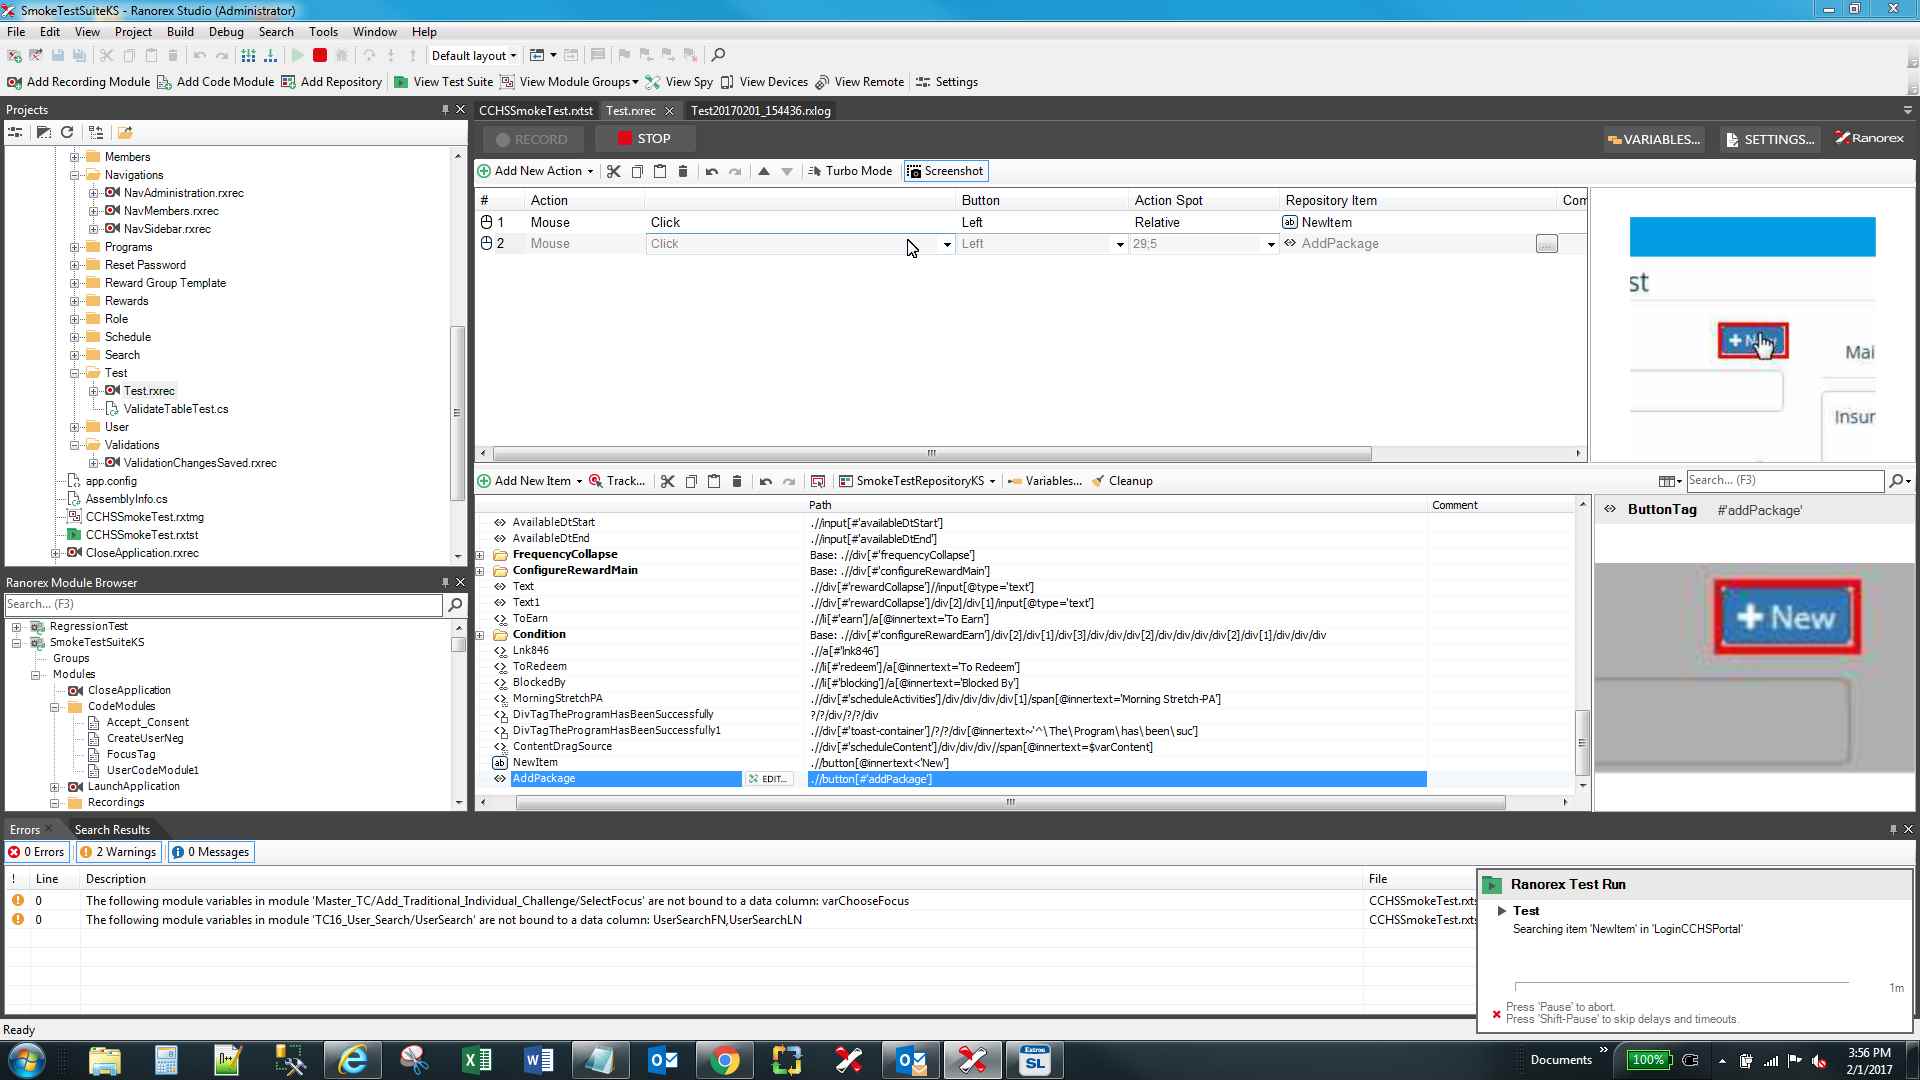 SmokeTestSuiteKS - Ranorex Studio (Administrator)
File Edit View Project Build Debug Search Tools Window Help
Default layout
Add Recording Module Add Code Module Add Repository View Test Suite View Module Groups View Spy View Devices View Remote Settings
Projects
CCHSSmokeTest.rxtst Test.rxrec Test20170201_154436.rxlog
RECORD STOP VARIABLES... SETTINGS... Ranorex
Add New Action Turbo Mode Screenshot
# Action Button Action Spot Repository Item Com
1 Mouse Click Left Relative NewItem
2 Mouse Click Left 29;5 AddPackage
st
+ N
Mai
Insur
Members
Navigations
NavAdministration.rxrec
NavMembers.rxrec
NavSidebar.rxrec
Programs
Reset Password
Reward Group Template
Rewards
Role
Schedule
Search
Test
Test.rxrec
ValidateTableTest.cs
User
Validations
ValidationChangesSaved.rxrec
app.config
AssemblyInfo.cs
CCHSSmokeTest.rxtmg
CCHSSmokeTest.rxtst
CloseApplication.rxrec
Add New Item Track... SmokeTestRepositoryKS Variables... Cleanup Search... (F3)
Path Comment
AvailableDtStart .//input[#'availableDtStart']
AvailableDtEnd .//input[#'availableDtEnd']
FrequencyCollapse Base: .//div[#'frequencyCollapse']
ConfigureRewardMain Base: .//div[#'configureRewardMain']
Text .//div[#'rewardCollapse']//input[@type='text']
Text1 .//div[#'rewardCollapse']/div[2]/div[1]/input[@type='text']
ToEarn .//li[#'earn']/a[@innertext='To Earn']
Condition Base: .//div[#'configureRewardEarn']/div[2]/div[1]/div[3]/div/div/div[2]/div/div/div/div[2]/div[1]/div/div/div
Lnk846 .//a[#'lnk846']
ToRedeem .//li[#'redeem']/a[@innertext='To Redeem']
BlockedBy .//li[#'blocking']/a[@innertext='Blocked By']
MorningStretchPA .//div[#'scheduleActivities']/div/div/div/div[1]/span[@innertext='Morning Stretch-PA']
DivTagTheProgramHasBeenSuccessfully ?/?/div/?/?/div
DivTagTheProgramHasBeenSuccessfully1 .//div[#'toast-container']/?/?/div[@innertext~'^\ The\ Program\ has\ been\ suc']
ContentDragSource .//div[#'scheduleContent']/div/div/div//span[@innertext=$varContent]
NewItem .//button[@innertext<'New']
AddPackage EDIT... .//button[#'addPackage']
ButtonTag #'addPackage'
+ New
Ranorex Module Browser
Search... (F3)
RegressionTest
SmokeTestSuiteKS
Groups
Modules
CloseApplication
CodeModules
Accept_Consent
CreateUserNeg
FocusTag
UserCodeModule1
LaunchApplication
Recordings
Errors Search Results
0 Errors 2 Warnings 0 Messages
! Line Description File
0 The following module variables in module 'Master_TC/Add_Traditional_Individual_Challenge/SelectFocus' are not bound to a data column: varChooseFocus CCHSSmokeTest.rxts
0 The following module variables in module 'TC16_User_Search/UserSearch' are not bound to a data column: UserSearchFN,UserSearchLN CCHSSmokeTest.rxts
Ranorex Test Run
Test
Searching item 'NewItem' in 'LoginCCHSPortal'
1m
Press 'Pause' to abort.
Press 'Shift-Pause' to skip delays and timeouts.
Ready
Extron SL
Documents 100%
3:56 PM
2/1/2017